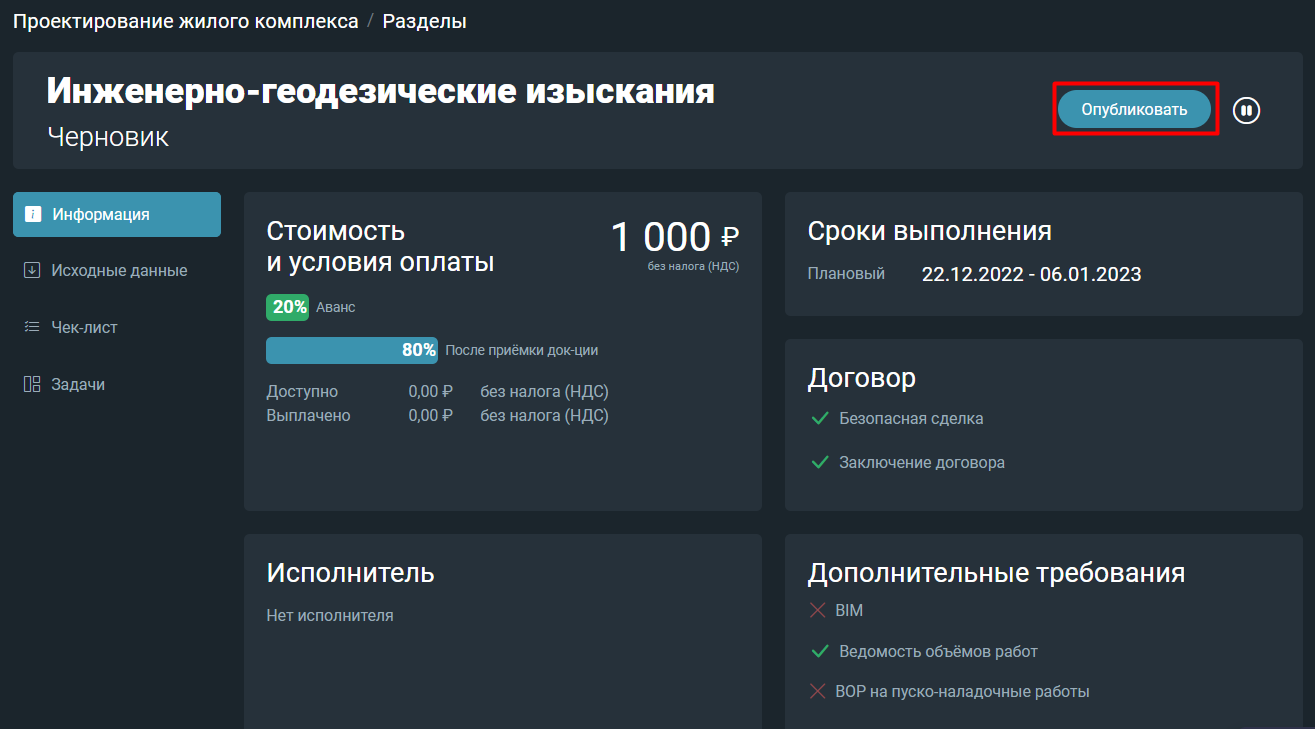 Проектирование жилого комплекса / Разделы
Инженерно-геодезические изыскания
Черновик
Опубликовать
Информация
Исходные данные
Чек-лист
Задачи
Стоимость
и условия оплаты
1 000 ₽
без налога (НДС)
20% Аванс
80% После приёмки док-ции
Доступно 0,00 ₽ без налога (НДС)
Выплачено 0,00 ₽ без налога (НДС)
Сроки выполнения
Плановый 22.12.2022 - 06.01.2023
Договор
Безопасная сделка
Заключение договора
Исполнитель
Нет исполнителя
Дополнительные требования
BIM
Ведомость объёмов работ
ВОР на пуско-наладочные работы